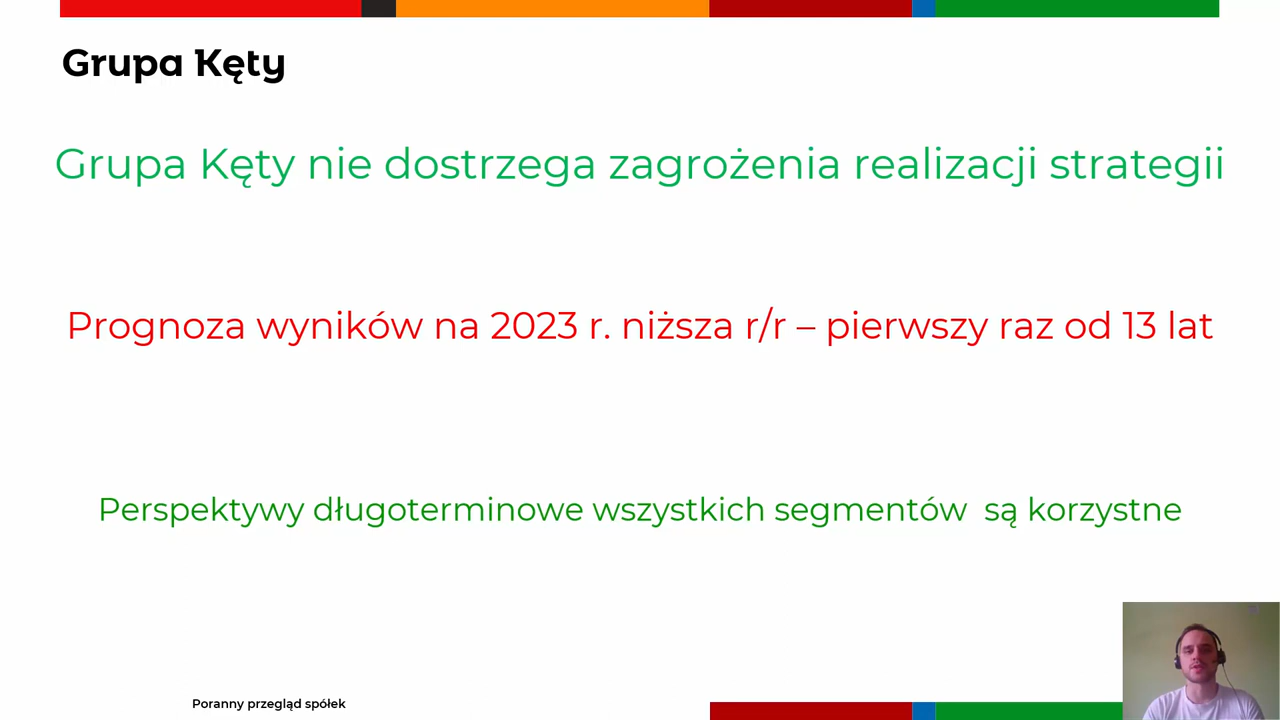 Grupa Kęty
Grupa Kęty nie dostrzega zagrożenia realizacji strategii
Prognoza wyników na 2023 r. niższa r/r – pierwszy raz od 13 lat
Perspektywy długoterminowe wszystkich segmentów  są korzystne
Poranny przegląd spółek